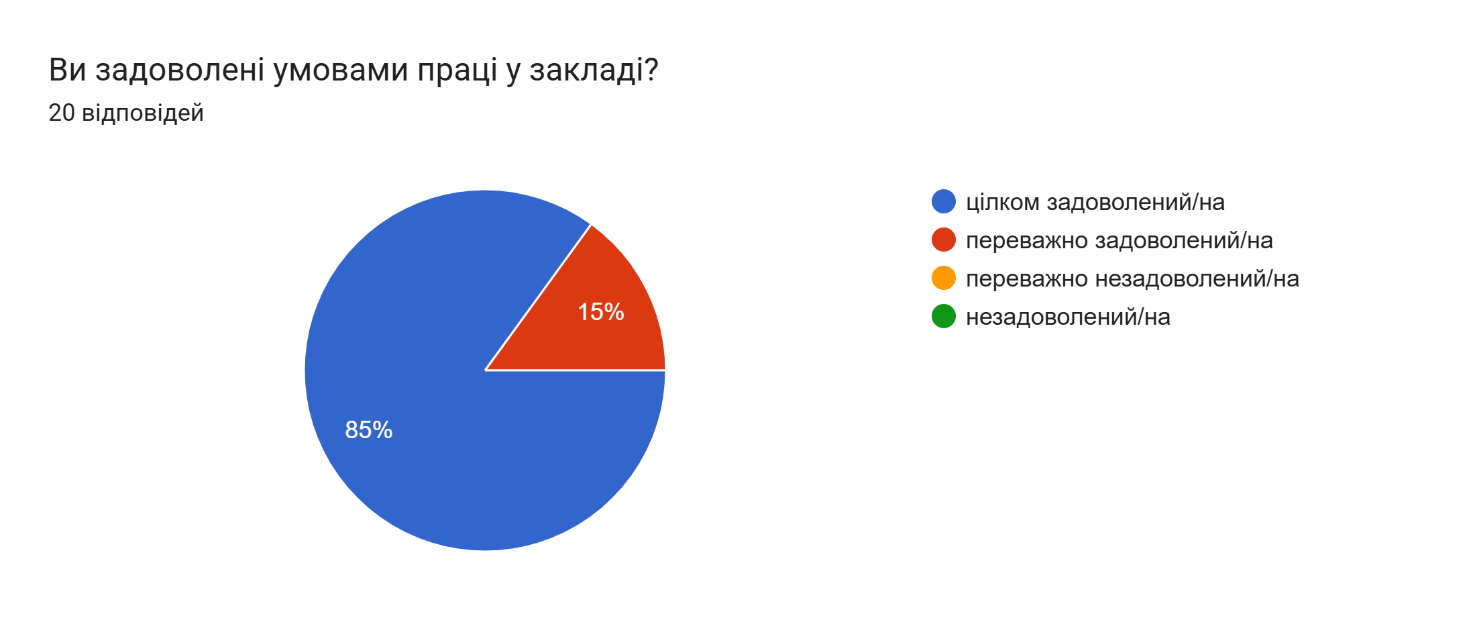 Ви задоволені умовами праці у закладі?
20 відповідей
цілком задоволений/на
переважно задоволений/на
переважно незадоволений/на
незадоволений/на
15%
85%